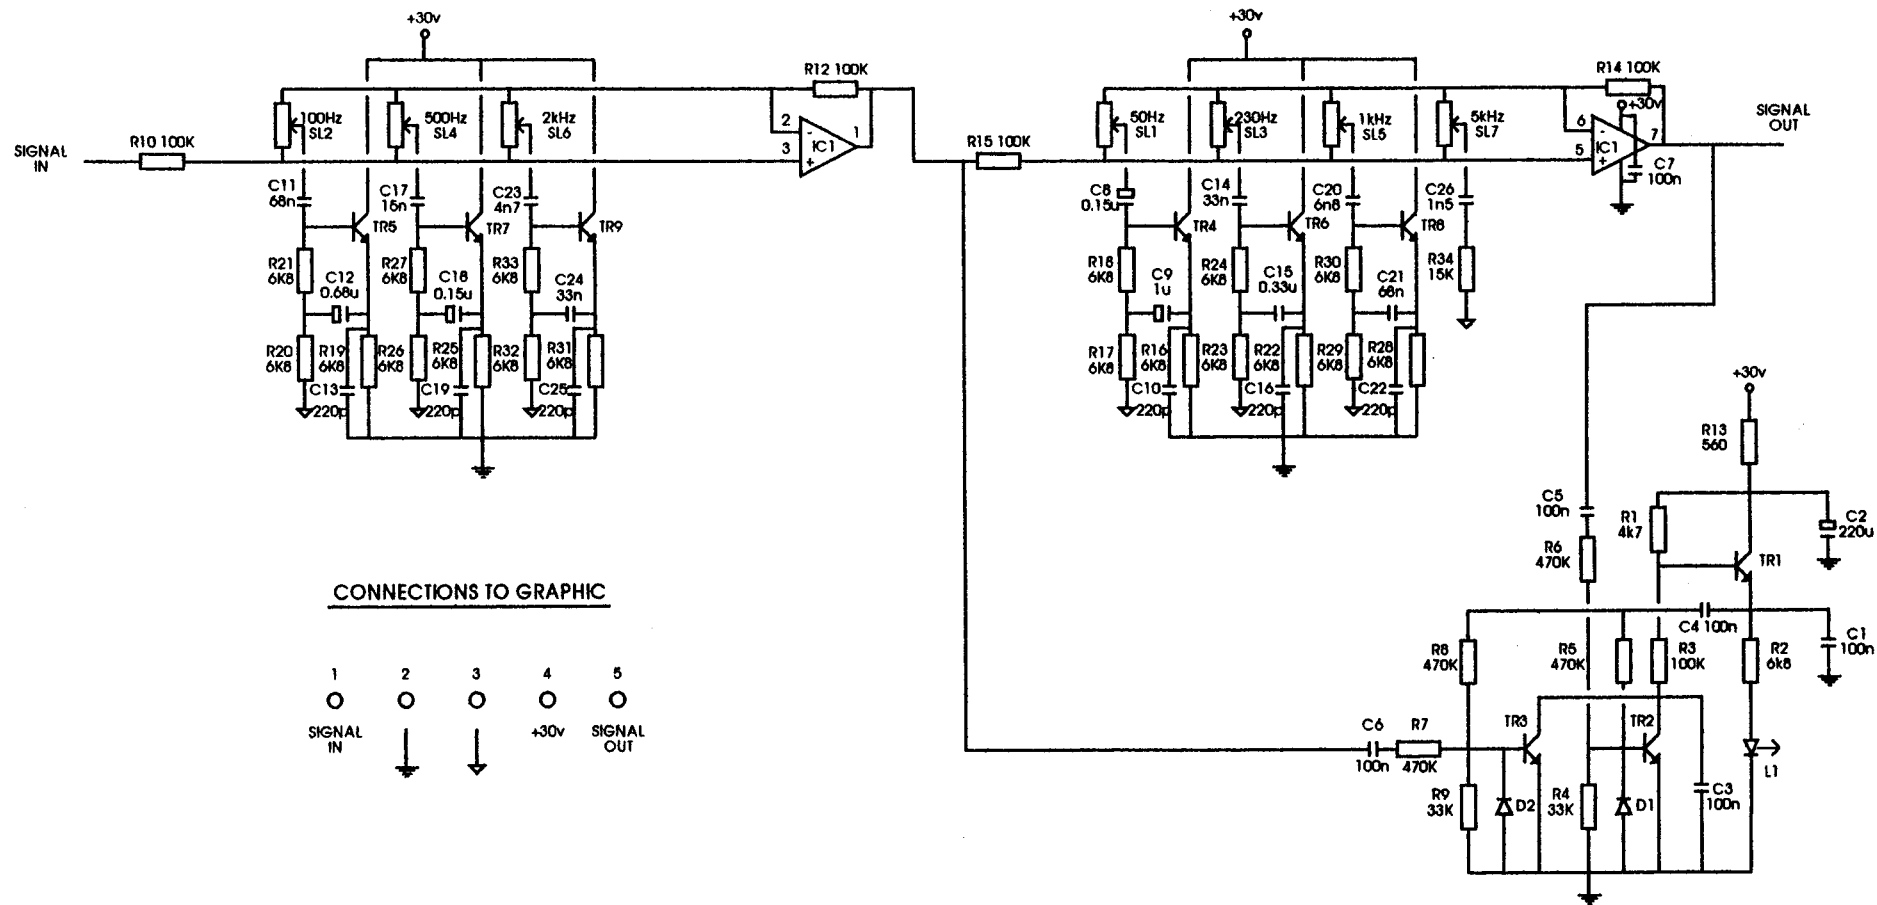 +30v
R12 100K
100Hz
SL2
500Hz
SL4
2kHz
SL6
2
-
3
+
IC1
1
SIGNAL
IN
R10 100K
C11
68n
C17
15n
C23
4n7
TR5
TR7
TR9
R21
6K8
R27
6K8
R33
6K8
C12
0.68u
C18
0.15u
C24
33n
R20
6K8
R19
6K8
R26
6K8
R25
6K8
R32
6K8
R31
6K8
C13
220p
C19
220p
C25
220p
+30v
R14 100K
+30v
50Hz
SL1
230Hz
SL3
1kHz
SL5
5kHz
SL7
6
-
5
+
IC1
7
SIGNAL
OUT
R15 100K
C7
100n
C8
0.15u
C14
33n
C20
6n8
C26
1n5
TR4
TR6
TR8
R18
6K8
R24
6K8
R30
6K8
R34
15K
C9
1u
C15
0.33u
C21
68n
R17
6K8
R16
6K8
R23
6K8
R22
6K8
R29
6K8
R28
6K8
C10
220p
C16
220p
C22
220p
+30v
R13
560
C5
100n
R1
4k7
C2
220u
R6
470K
TR1
C4 100n
C1
100n
R8
470K
R5
470K
R3
100K
R2
6k8
TR3
TR2
C6
100n
R7
470K
L1
R9
33K
D2
R4
33K
D1
C3
100n
CONNECTIONS TO GRAPHIC
1 2 3 4 5
SIGNAL
IN
+30v
SIGNAL
OUT